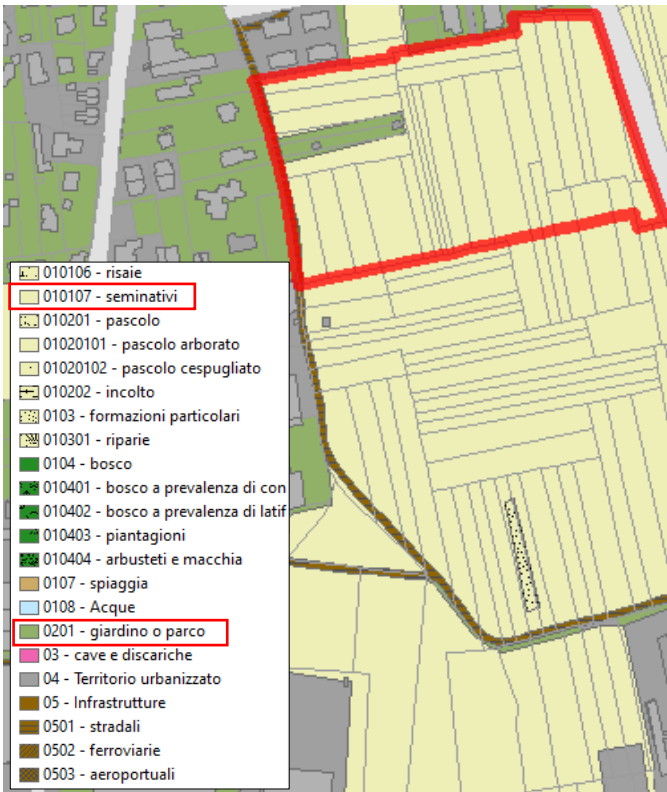 010106 - risaie
010107 - seminativi
010201 - pascolo
01020101 - pascolo arborato
01020102 - pascolo cespugliato
010202 - incolto
0103 - formazioni particolari
010301 - riparie
0104 - bosco
010401 - bosco a prevalenza di con
010402 - bosco a prevalenza di latif
010403 - piantagioni
010404 - arbusteti e macchia
0107 - spiaggia
0108 - Acque
0201 - giardino o parco
03 - cave e discariche
04 - Territorio urbanizzato
05 - Infrastrutture
0501 - stradali
0502 - ferroviarie
0503 - aeroportuali